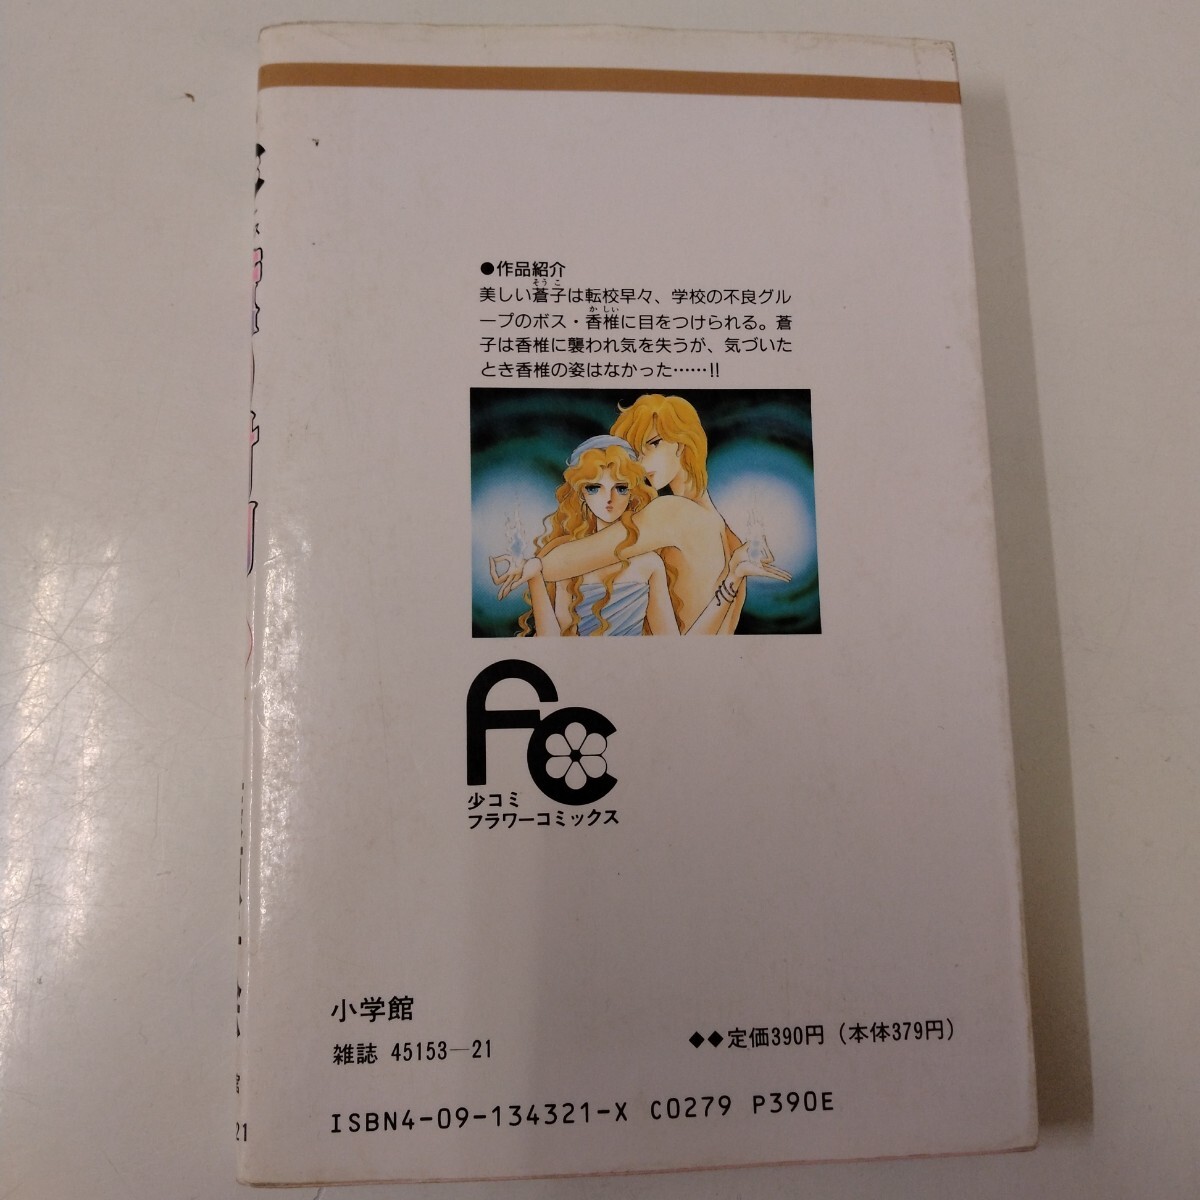 ●作品紹介
美しい蒼子は転校早々、学校の不良グル
ープのボス・香椎に目をつけられる。蒼
子は香椎に襲われ気を失うが、気づいた
とき香椎の姿はなかった……!!
FC
少コミ
フラワーコミックス
小学館
雑誌 45153―21
◆◆定価390円（本体379円）
ISBN4-09-134321-X C0279 P390E
21